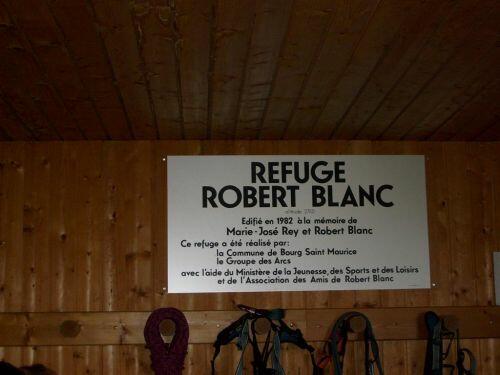 REFUGE
ROBERT BLANC
altitude 2750
Edifié en 1982 à la mémoire de
Marie-José Rey et Robert Blanc
Ce refuge a été réalisé par:
la Commune de Bourg Saint Maurice
le Groupe des Arcs
avec l'aide du Ministère de la Jeunesse, des Sports et des Loisirs
et de l'Association des Amis de Robert Blanc